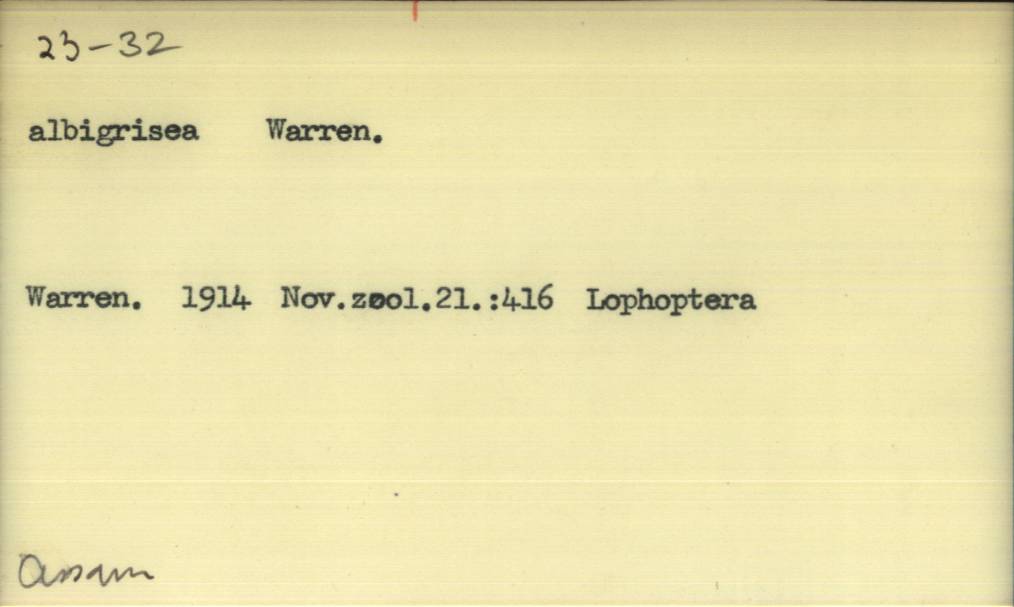 23-32
albigrisea Warren.
Warren. 1914 Nov.zool.21.:416 Lophoptera
Assam